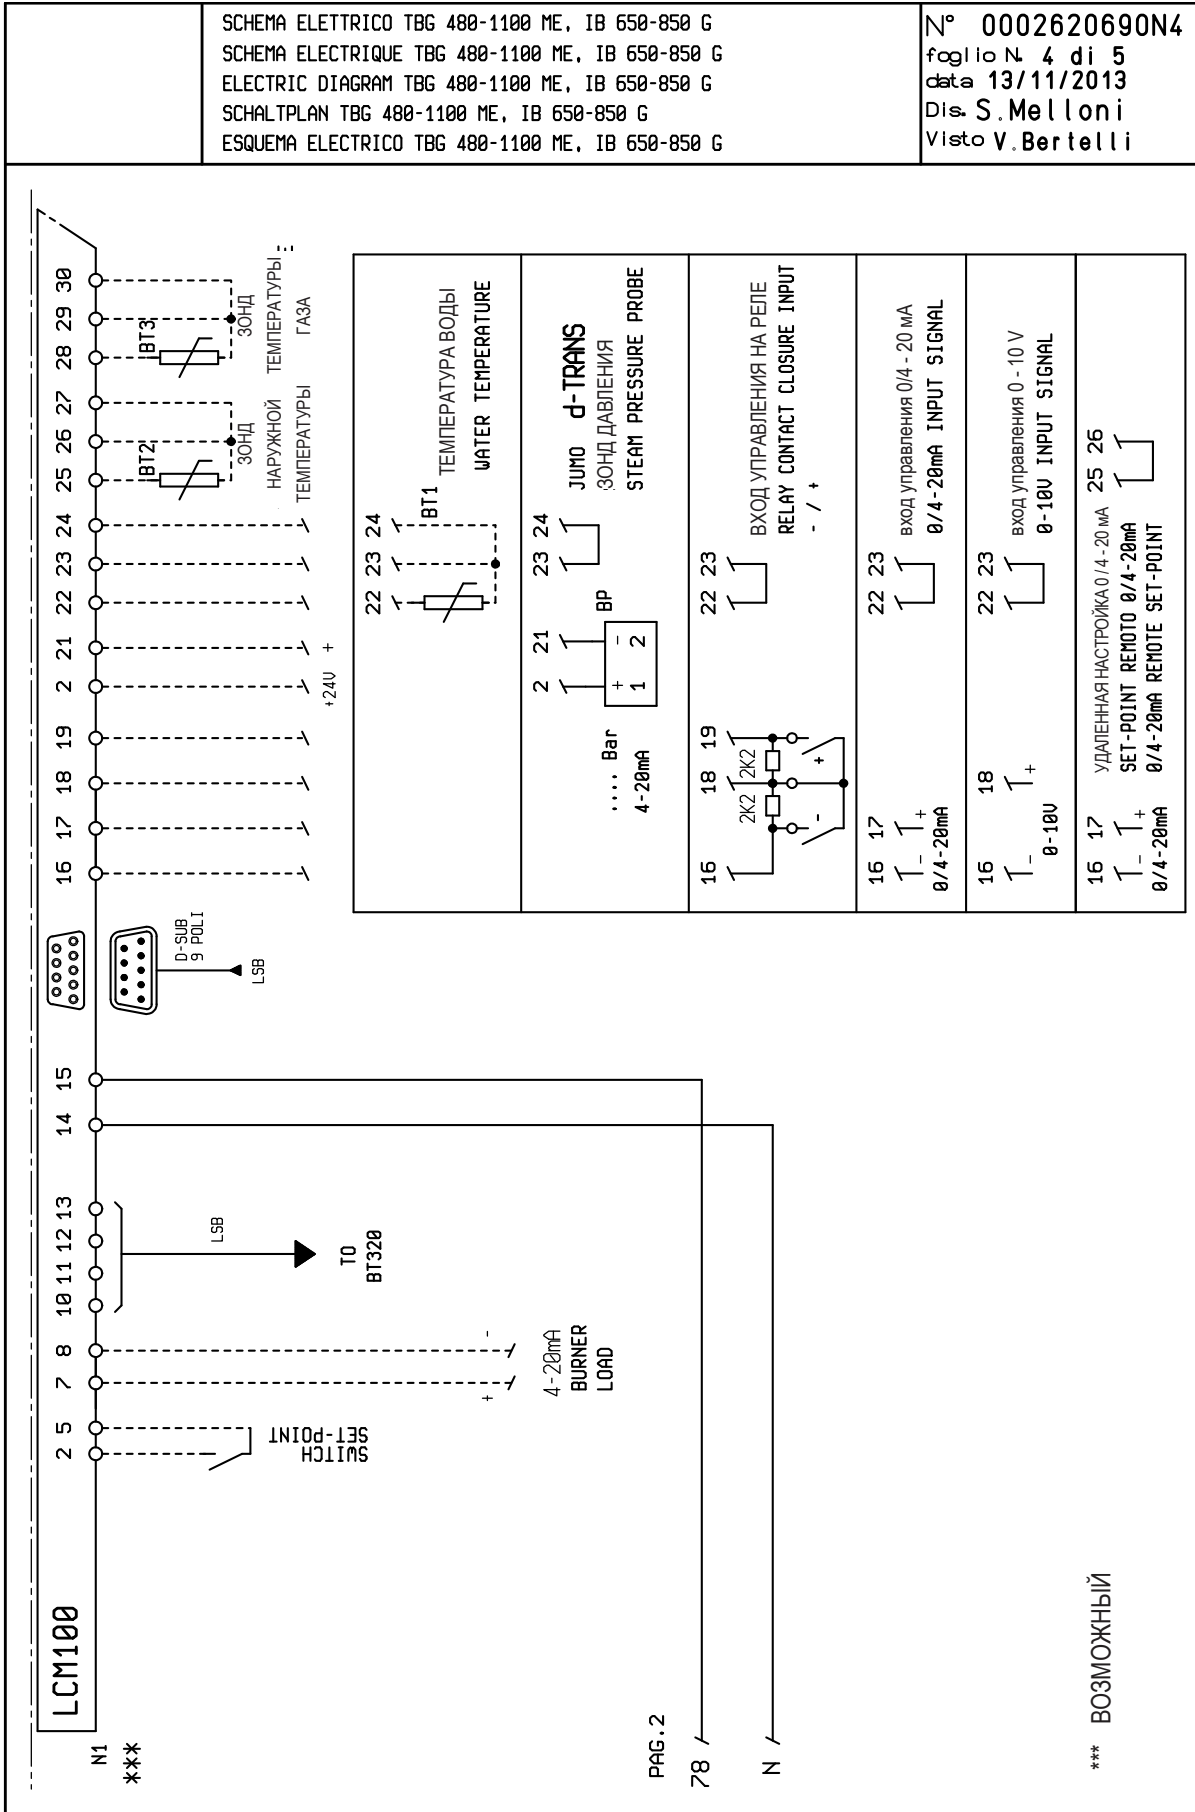 SCHEMA ELETTRICO TBG 480-1100 ME, IB 650-850 G
SCHEMA ELECTRIQUE TBG 480-1100 ME, IB 650-850 G
ELECTRIC DIAGRAM TBG 480-1100 ME, IB 650-850 G
SCHALTPLAN TBG 480-1100 ME, IB 650-850 G
ESQUEMA ELECTRICO TBG 480-1100 ME, IB 650-850 G
N° 0002620690N4
foglio N. 4 di 5
data 13/11/2013
Dis. S.Melloni
Visto V.Bertelli
LCM100
N1
***
2 5 7 8 10 11 12 13 14 15
16 17 18 19 2 21 22 23 24 25 26 27 28 29 30
SWITCH
SET-POINT
+ -
4-20mA
BURNER
LOAD
LSB
TO
BT320
D-SUB
9 POLI
LSB
+24V +
BT2
ЗОНД
НАРУЖНОЙ
ТЕМПЕРАТУРЫ
BT3
ЗОНД
ТЕМПЕРАТУРЫ
ГАЗА
22 23 24
BT1
ТЕМПЕРАТУРА ВОДЫ
WATER TEMPERATURE
2 21 23 24
BP
+ -
1 2
.... Bar
4-20mA
JUMO d-TRANS
ЗОНД ДАВЛЕНИЯ
STEAM PRESSURE PROBE
16 18 19 22 23
2K2 2K2
- +
ВХОД УПРАВЛЕНИЯ НА РЕЛЕ
RELAY CONTACT CLOSURE INPUT
- / +
16 17 22 23
- +
0/4-20mA
вход управления 0/4 - 20 мА
0/4-20mA INPUT SIGNAL
16 18 22 23
- +
0-10V
вход управления 0 - 10 V
0-10V INPUT SIGNAL
16 17 25 26
- +
0/4-20mA
УДАЛЕННАЯ НАСТРОЙКА 0 / 4 - 20 мА
SET-POINT REMOTO 0/4-20mA
0/4-20mA REMOTE SET-POINT
PAG.2
78
N
*** ВОЗМОЖНЫЙ